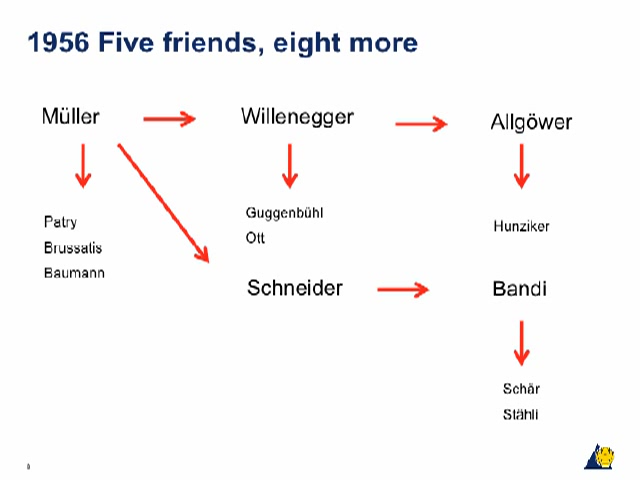 1956 Five friends, eight more
Müller
Willenegger
Allgöwer
Patry
Brussatis
Baumann
Guggenbühl
Ott
Hunziker
Schneider
Bandi
Schär
Stähli